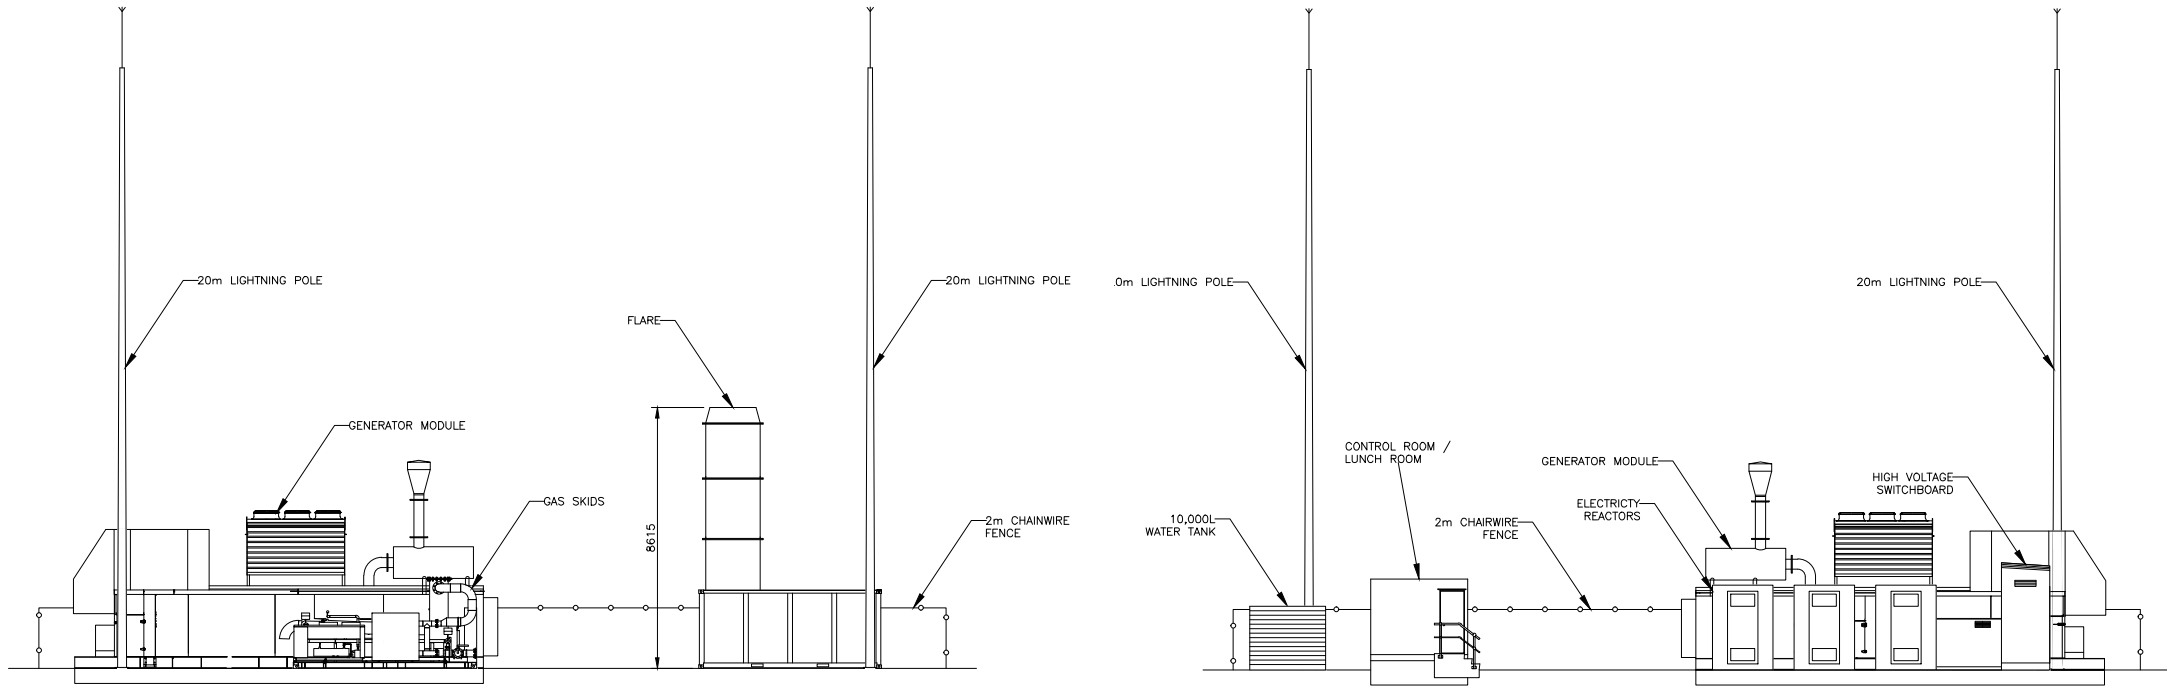 20m LIGHTNING POLE
20m LIGHTNING POLE
FLARE
GENERATOR MODULE
GAS SKIDS
8615
2m CHAINWIRE
FENCE
.0m LIGHTNING POLE
20m LIGHTNING POLE
CONTROL ROOM /
LUNCH ROOM
GENERATOR MODULE
HIGH VOLTAGE
SWITCHBOARD
ELECTRICTY
REACTORS
10,000L
WATER TANK
2m CHAIRWIRE
FENCE